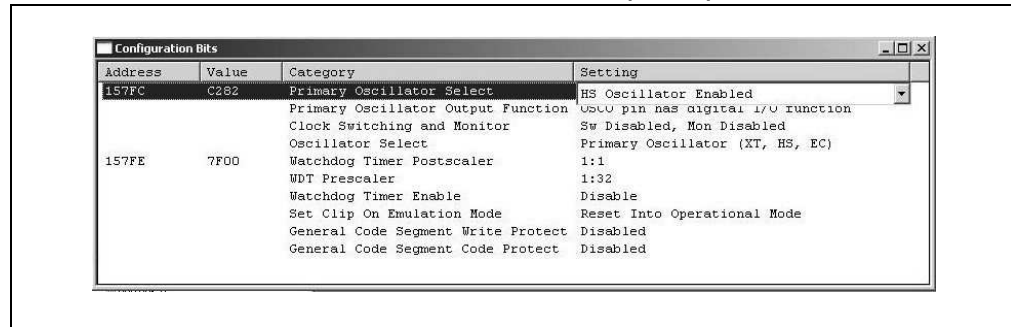 Configuration Bits
Address Value Category Setting
157FC C282 Primary Oscillator Select HS Oscillator Enabled
Primary Oscillator Output Function OSCO pin has digital I/O function
Clock Switching and Monitor Sw Disabled, Mon Disabled
Oscillator Select Primary Oscillator (XT, HS, EC)
157FE 7F00 Watchdog Timer Postscaler 1:1
WDT Prescaler 1:32
Watchdog Timer Enable Disable
Set Clip On Emulation Mode Reset Into Operational Mode
General Code Segment Write Protect Disabled
General Code Segment Code Protect Disabled